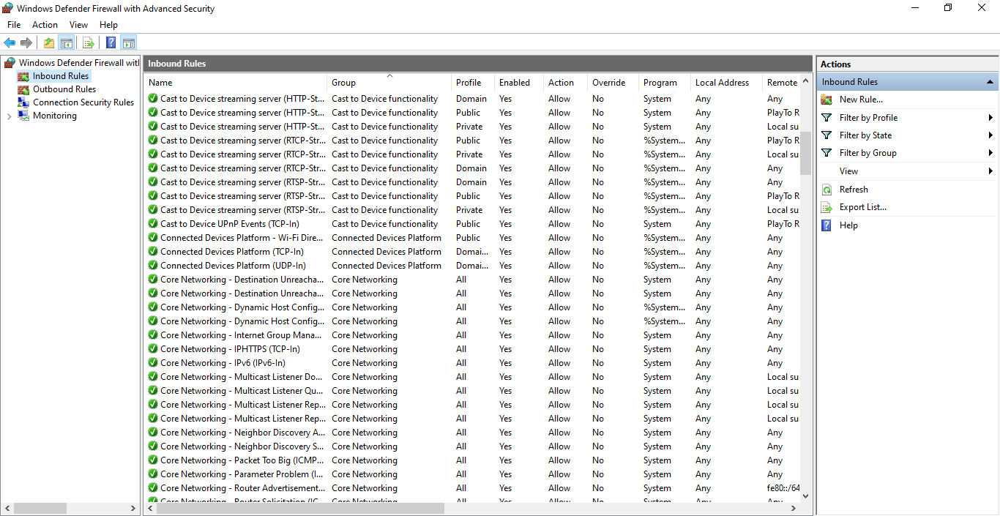 Windows Defender Firewall with Advanced Security
File Action View Help
Windows Defender Firewall wit
Inbound Rules
Outbound Rules
Connection Security Rules
Monitoring
Inbound Rules
Name Group Profile Enabled Action Override Program Local Address Remote
Cast to Device streaming server (HTTP-St... Cast to Device functionality Domain Yes Allow No System Any Any
Cast to Device streaming server (HTTP-St... Cast to Device functionality Public Yes Allow No System Any PlayTo R
Cast to Device streaming server (HTTP-St... Cast to Device functionality Private Yes Allow No System Any Local su
Cast to Device streaming server (RTCP-Str... Cast to Device functionality Public Yes Allow No %System... Any PlayTo R
Cast to Device streaming server (RTCP-Str... Cast to Device functionality Private Yes Allow No %System... Any Local su
Cast to Device streaming server (RTCP-Str... Cast to Device functionality Domain Yes Allow No %System... Any Any
Cast to Device streaming server (RTSP-Str... Cast to Device functionality Domain Yes Allow No %System... Any Any
Cast to Device streaming server (RTSP-Str... Cast to Device functionality Public Yes Allow No %System... Any PlayTo R
Cast to Device streaming server (RTSP-Str... Cast to Device functionality Private Yes Allow No %System... Any Local su
Cast to Device UPnP Events (TCP-In) Cast to Device functionality Public Yes Allow No System Any PlayTo R
Connected Devices Platform - Wi-Fi Dire... Connected Devices Platform Public Yes Allow No %System... Any Any
Connected Devices Platform (TCP-In) Connected Devices Platform Domai... Yes Allow No %System... Any Any
Connected Devices Platform (UDP-In) Connected Devices Platform Domai... Yes Allow No %System... Any Any
Core Networking - Destination Unreacha... Core Networking All Yes Allow No System Any Any
Core Networking - Destination Unreacha... Core Networking All Yes Allow No System Any Any
Core Networking - Dynamic Host Config... Core Networking All Yes Allow No %System... Any Any
Core Networking - Dynamic Host Config... Core Networking All Yes Allow No %System... Any Any
Core Networking - Internet Group Mana... Core Networking All Yes Allow No System Any Any
Core Networking - IPHTTPS (TCP-In) Core Networking All Yes Allow No System Any Any
Core Networking - IPv6 (IPv6-In) Core Networking All Yes Allow No System Any Any
Core Networking - Multicast Listener Do... Core Networking All Yes Allow No System Any Local su
Core Networking - Multicast Listener Qu... Core Networking All Yes Allow No System Any Local su
Core Networking - Multicast Listener Rep... Core Networking All Yes Allow No System Any Local su
Core Networking - Multicast Listener Rep... Core Networking All Yes Allow No System Any Local su
Core Networking - Neighbor Discovery A... Core Networking All Yes Allow No System Any Any
Core Networking - Neighbor Discovery S... Core Networking All Yes Allow No System Any Any
Core Networking - Packet Too Big (ICMP... Core Networking All Yes Allow No System Any Any
Core Networking - Parameter Problem (I... Core Networking All Yes Allow No System Any Any
Core Networking - Router Advertisement... Core Networking All Yes Allow No System Any fe80::/64
Core Networking - Router Solicitation (IC... Core Networking All Yes Allow No System Any Any
Actions
Inbound Rules
New Rule...
Filter by Profile
Filter by State
Filter by Group
View
Refresh
Export List...
Help